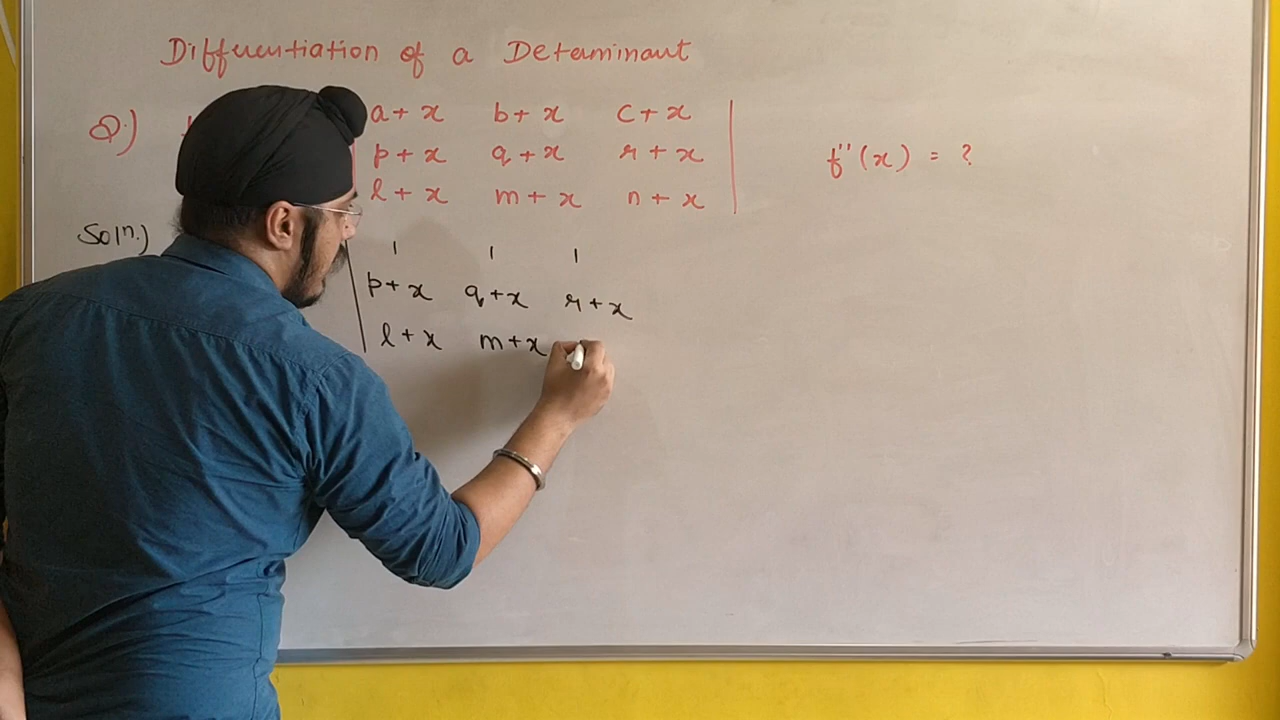 Differentiation of a Determinant
Q.) a + x b + x c + x
p + x q + x r + x f''(x) = ?
l + x m + x n + x
Soln.) 1 1 1
p + x q + x r + x
l + x m + x